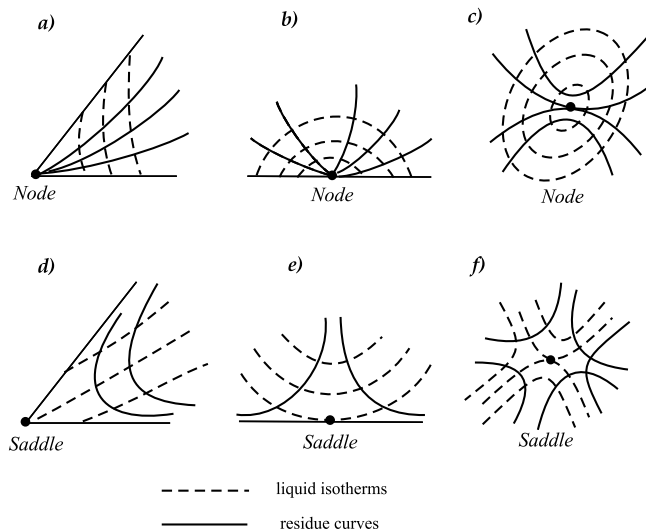 a)
b)
c)
Node
Node
Node
d)
e)
f)
Saddle
Saddle
Saddle
liquid isotherms
residue curves